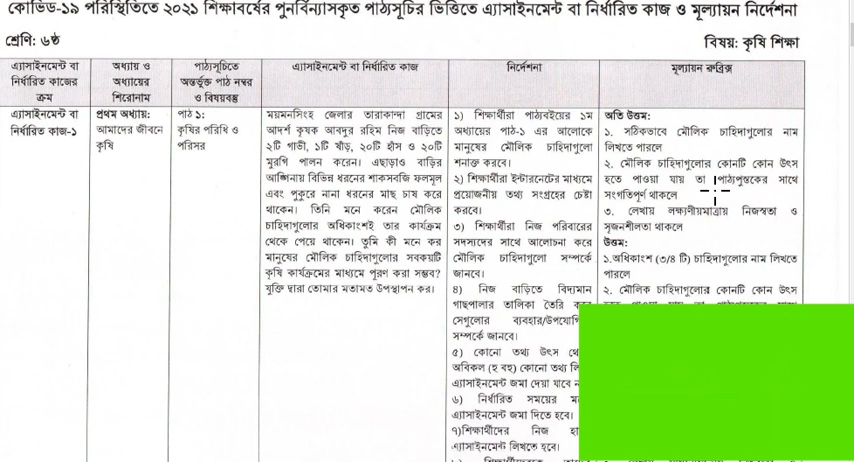 কোভিড-১৯ পরিস্থিতিতে ২০২১ শিক্ষাবর্ষের পুনর্বিন্যাসকৃত পাঠ্যসূচির ভিত্তিতে এ্যাসাইনমেন্ট বা নির্ধারিত কাজ ও মূল্যায়ন নির্দেশনা
শ্রেণি: ৬ষ্ঠ
বিষয়: কৃষি শিক্ষা
এ্যাসাইনমেন্ট বা
নির্ধারিত কাজের
ক্রম
অধ্যায় ও
অধ্যায়ের
শিরোনাম
পাঠ্যসূচিতে
অন্তর্ভুক্ত পাঠ নম্বর
ও বিষয়বস্তু
এ্যাসাইনমেন্ট বা নির্ধারিত কাজ
নির্দেশনা
মূল্যায়ন রুব্রিক্স
এ্যাসাইনমেন্ট বা
নির্ধারিত কাজ-১
প্রথম অধ্যায়:
আমাদের জীবনে
কৃষি
পাঠ ১:
কৃষির পরিধি ও
পরিসর
ময়মনসিংহ জেলার তারাকান্দা গ্রামের
আদর্শ কৃষক আবদুর রহিম নিজ বাড়িতে
২টি গাভী, ১টি ষাঁড়, ২০টি হাঁস ও ২০টি
মুরগি পালন করেন। এছাড়াও বাড়ির
আঙ্গিনায় বিভিন্ন ধরনের শাকসবজি ফলমূল
এবং পুকুরে নানা ধরনের মাছ চাষ করে
থাকেন। তিনি মনে করেন মৌলিক
চাহিদাগুলোর অধিকাংশই তার কার্যক্রম
থেকে পেয়ে থাকেন। তুমি কী মনে কর
মানুষের মৌলিক চাহিদাগুলোর সবকয়টি
কৃষি কার্যক্রমের মাধ্যমে পূরণ করা সম্ভব?
যুক্তি দ্বারা তোমার মতামত উপস্থাপন কর।
১) শিক্ষার্থীরা পাঠ্যবইয়ের ১ম
অধ্যায়ের পাঠ-১ এর আলোকে
মানুষের মৌলিক চাহিদাগুলো
শনাক্ত করবে।
২) শিক্ষার্থীরা ইন্টারনেটের মাধ্যমে
প্রয়োজনীয় তথ্য সংগ্রহের চেষ্টা
করবে।
৩) শিক্ষার্থীরা নিজ পরিবারের
সদস্যদের সাথে আলোচনা করে
মৌলিক চাহিদাগুলো সম্পর্কে
জানবে।
৪) নিজ বাড়িতে বিদ্যমান
গাছপালার তালিকা তৈরি করে
সেগুলোর ব্যবহার/উপযোগি
সম্পর্কে জানবে।
৫) কোনো তথ্য উৎস থে
অবিকল (হু বহু) কোনো তথ্য লি
এ্যাসাইনমেন্ট জমা দেয়া যাবে ন
৬) নির্ধারিত সময়ের ম
এ্যাসাইনমেন্ট জমা দিতে হবে।
৭)শিক্ষার্থীদের নিজ হা
এ্যাসাইনমেন্ট লিখতে হবে।
অতি উত্তম:
১. সঠিকভাবে মৌলিক চাহিদাগুলোর নাম
লিখতে পারলে
২. মৌলিক চাহিদাগুলোর কোনটি কোন উৎস
হতে পাওয়া যায় তা পাঠ্যপুস্তকের সাথে
সংগতিপূর্ণ থাকলে
৩. লেখায় লক্ষ্যণীয়মাত্রায় নিজস্বতা ও
সৃজনশীলতা থাকলে
উত্তম:
১.অধিকাংশ (৩/৪ টি) চাহিদাগুলোর নাম লিখতে
পারলে
২. মৌলিক চাহিদাগুলোর কোনটি কোন উৎস